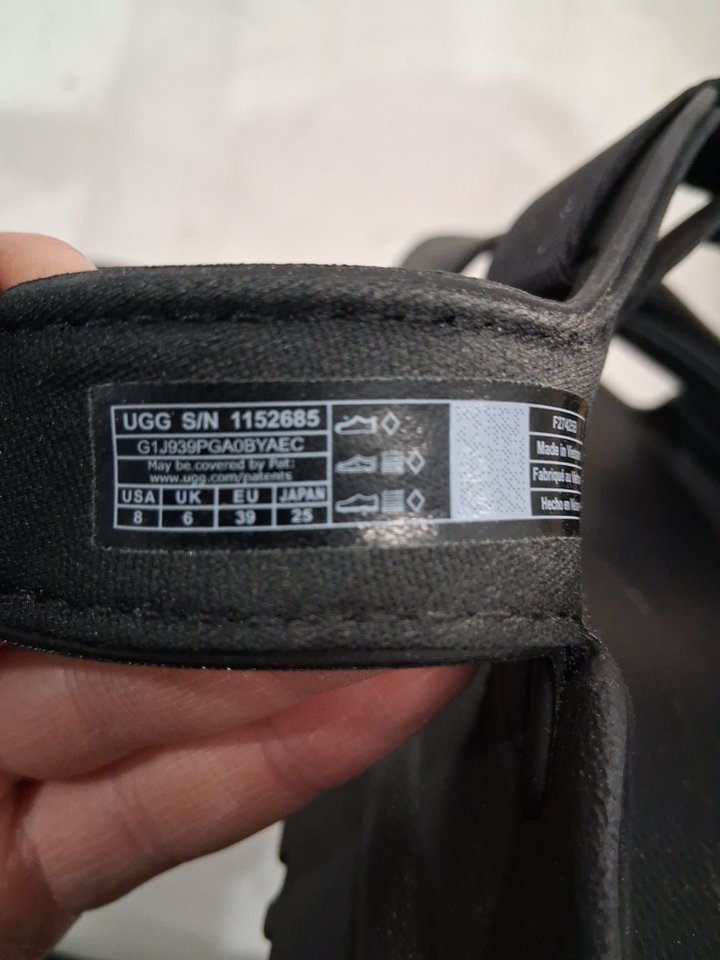 UGG S/N 1152685
G1J939PGA0BYAEC
May be covered by Pat:
www.ugg.com/patents
USA UK EU JAPAN
8 6 39 25
Made in
Fabriqué au
Hecho en